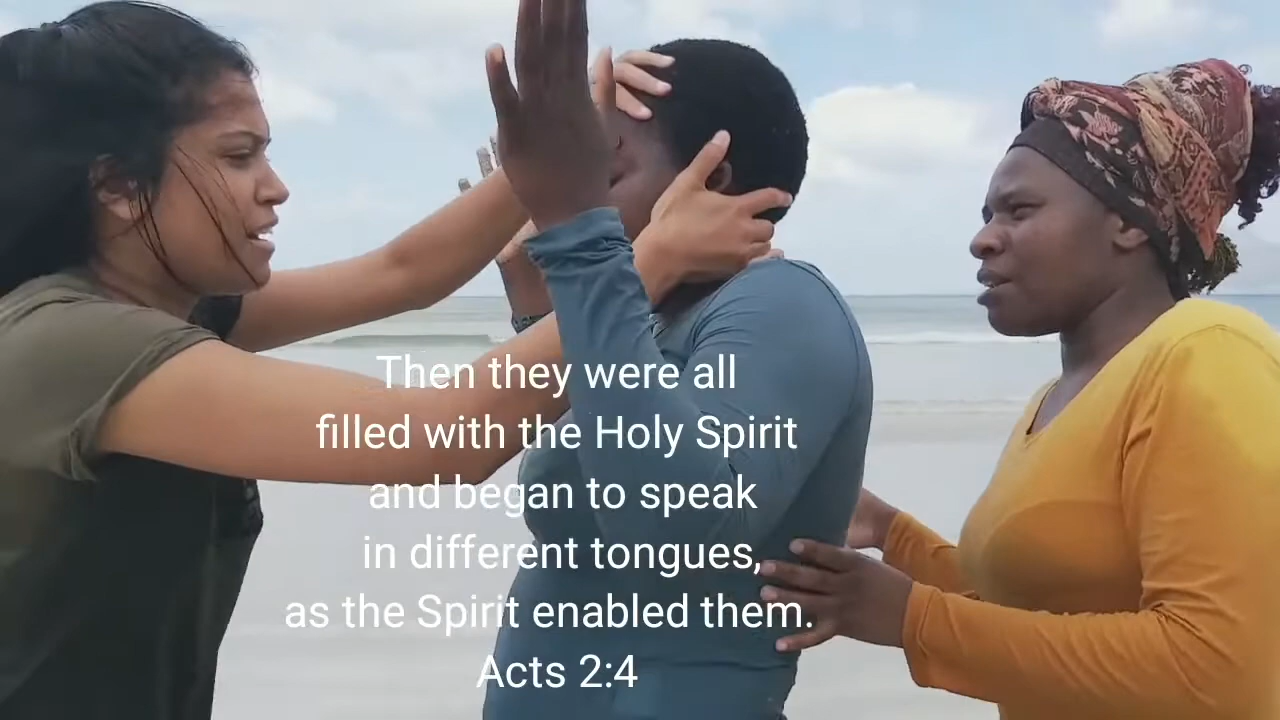 Then they were all
filled with the Holy Spirit
and began to speak
in different tongues,
as the Spirit enabled them.
Acts 2:4